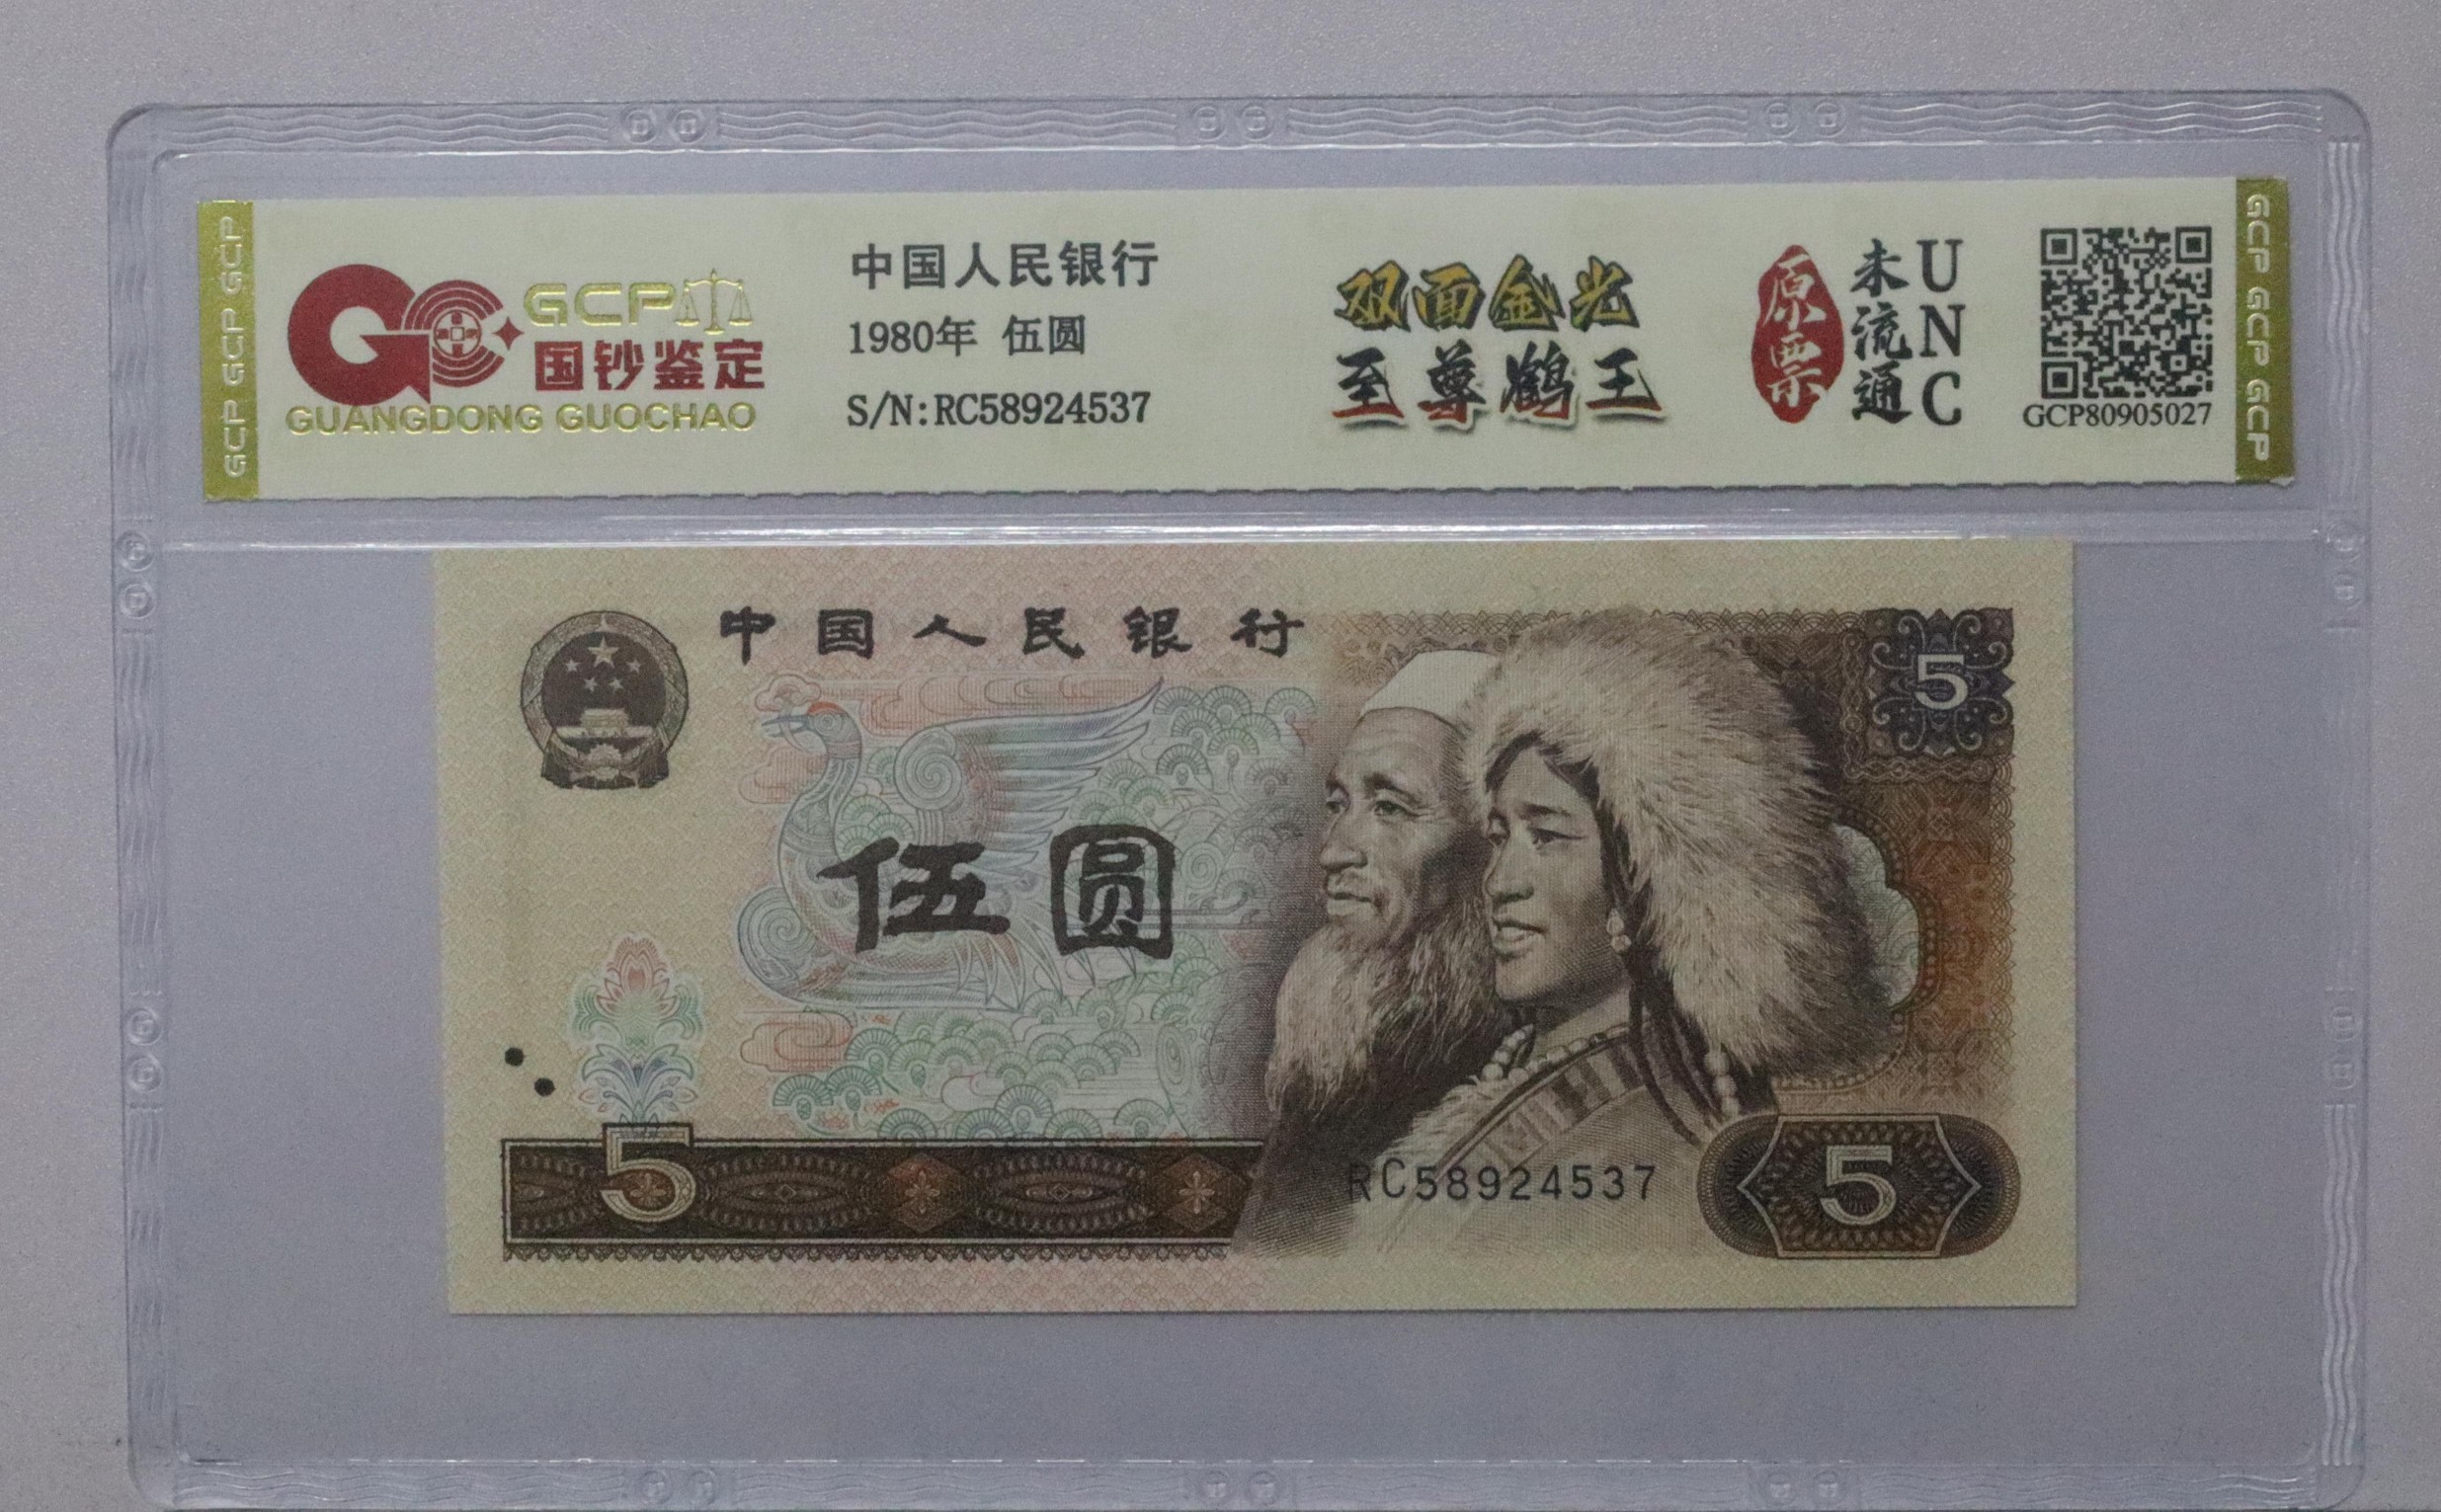 GCP GCP GCP
GCP
国钞鉴定
GUANGDONG GUOCHAO
中国人民银行
1980年 伍圆
S/N:RC58924537
双面金光
至尊鹤王
原票
未流通
UNC
GCP80905027
GCP GCP GCP
中国人民银行
5
伍圆
5
RC58924537
5